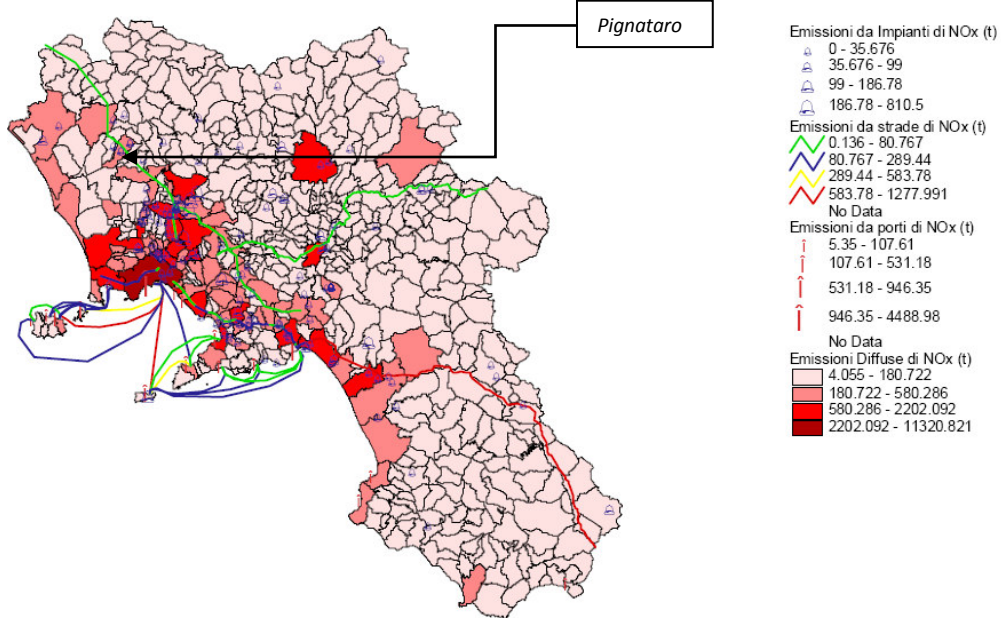 Pignataro
Emissioni da Impianti di NOx (t)
0 - 35.676
35.676 - 99
99 - 186.78
186.78 - 810.5
Emissioni da strade di NOx (t)
0.136 - 80.767
80.767 - 289.44
289.44 - 583.78
583.78 - 1277.991
No Data
Emissioni da porti di NOx (t)
5.35 - 107.61
107.61 - 531.18
531.18 - 946.35
946.35 - 4488.98
No Data
Emissioni Diffuse di NOx (t)
4.055 - 180.722
180.722 - 580.286
580.286 - 2202.092
2202.092 - 11320.821